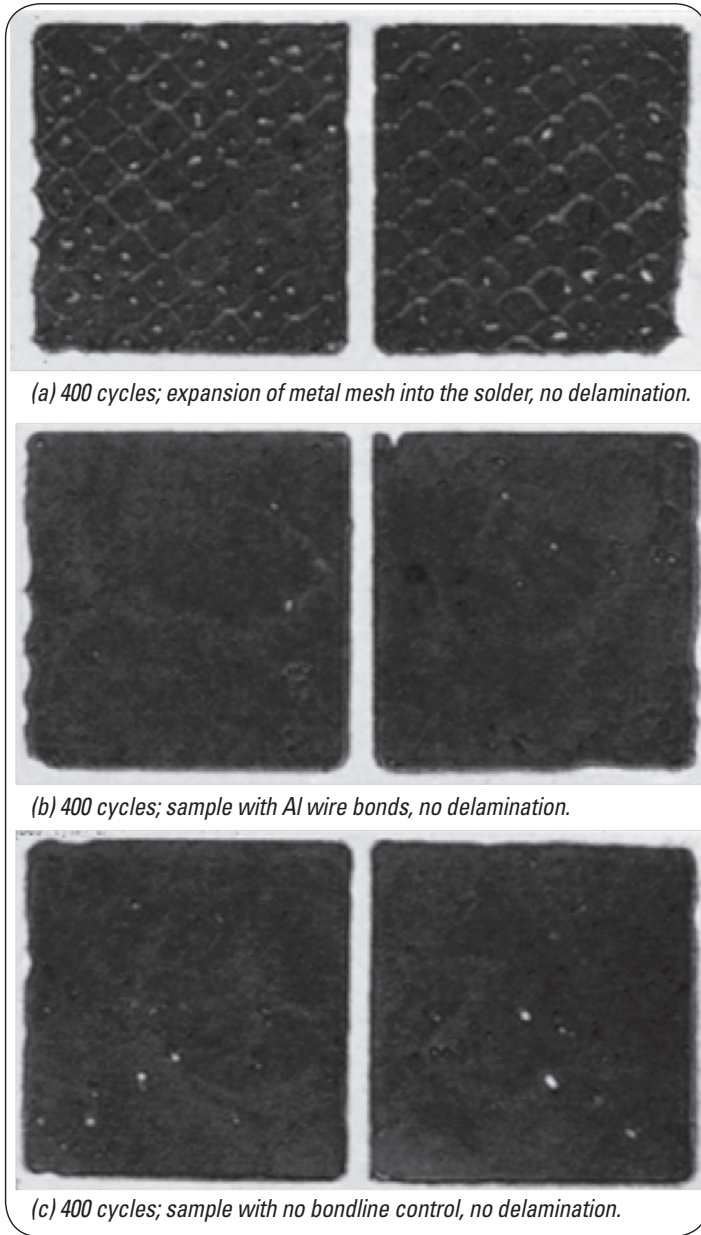 (a) 400 cycles; expansion of metal mesh into the solder, no delamination.
(b) 400 cycles; sample with Al wire bonds, no delamination.
(c) 400 cycles; sample with no bondline control, no delamination.